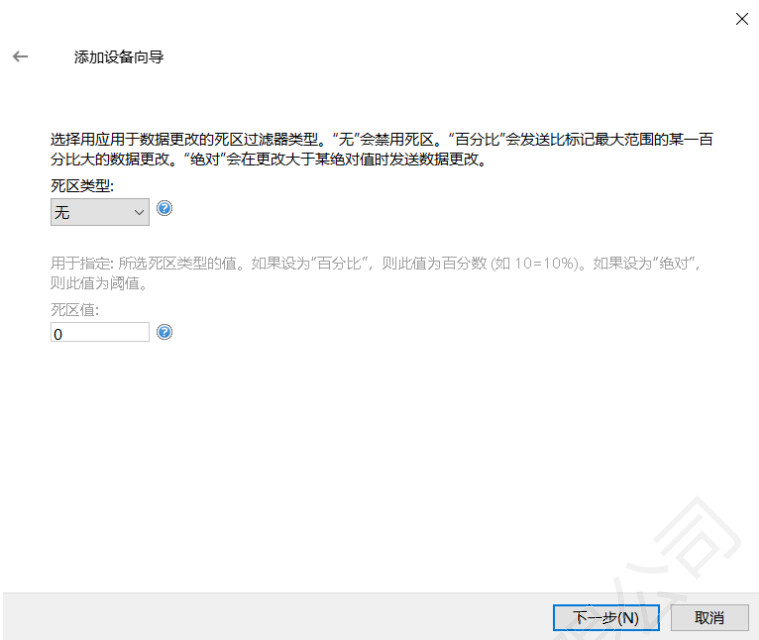 添加设备向导
选择用应用于数据更改的死区过滤器类型。“无”会禁用死区。“百分比”会发送比标记最大范围的某一百
分比大的数据更改。“绝对”会在更改大于某绝对值时发送数据更改。
死区类型:
无
用于指定: 所选死区类型的值。如果设为“百分比”，则此值为百分数 (如 10=10%)。如果设为“绝对”，
则此值为阈值。
死区值:
0
公司
下一步(N)
取消